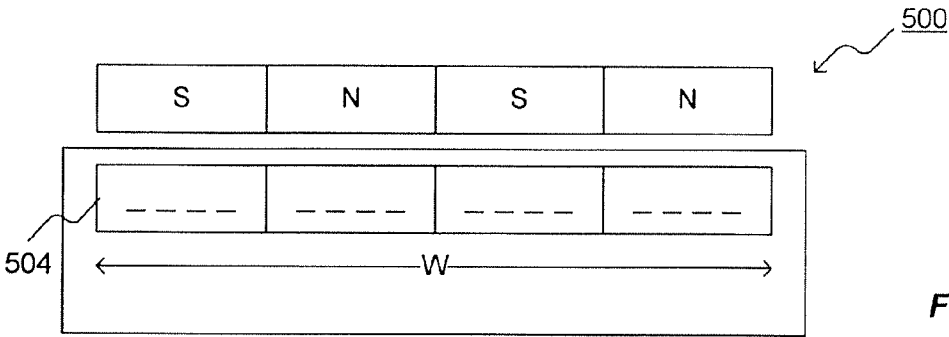 500
S N S N
_ _ _ _ _ _ _ _ _ _ _ _ _ _ _ _
504
W
F